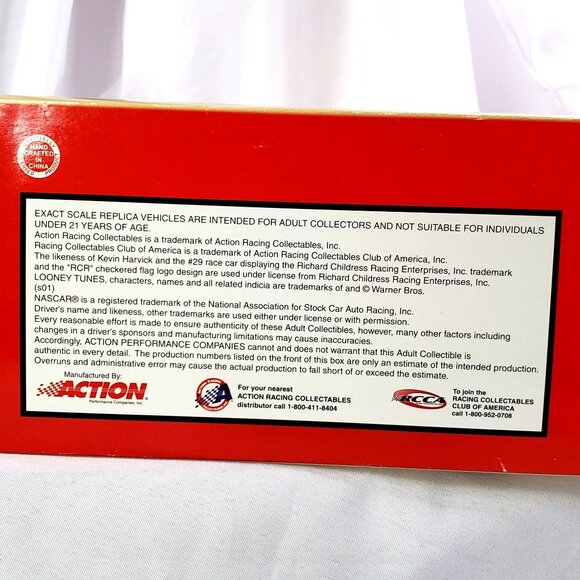 HAND
CRAFTED
IN
CHINA
EXACT SCALE REPLICA VEHICLES ARE INTENDED FOR ADULT COLLECTORS AND NOT SUITABLE FOR INDIVIDUALS
UNDER 21 YEARS OF AGE.
Action Racing Collectables is a trademark of Action Racing Collectables, Inc.
Racing Collectables Club of America is a trademark of Action Racing Collectables Club of America, Inc.
The likeness of Kevin Harvick and the #29 race car displaying the Richard Childress Racing Enterprises, Inc. trademark
and the "RCR" checkered flag logo design are used under license from Richard Childress Racing Enterprises, Inc.
LOONEY TUNES, characters, names and all related indicia are trademarks of and © Warner Bros.
(s01)
NASCAR® is a registered trademark of the National Association for Stock Car Auto Racing, Inc.
Driver's name and likeness, other trademarks are used either under license or with permission.
Every reasonable effort is made to ensure authenticity of these Adult Collectibles, however, many other factors including
changes in a driver's sponsors and manufacturing limitations may cause inaccuracies.
Accordingly, ACTION PERFORMANCE COMPANIES cannot and does not warrant that this Adult Collectible is
authentic in every detail. The production numbers listed on the front of this box are only an estimate of the intended production.
Overruns and administrative error may cause the actual production to fall short of or exceed the estimate.
Manufactured By:
ACTION
Performance Companies, Inc.
For your nearest
ACTION RACING COLLECTABLES
distributor call 1-800-411-8404
RCCA
To join the
RACING COLLECTABLES
CLUB OF AMERICA
call 1-800-952-0708